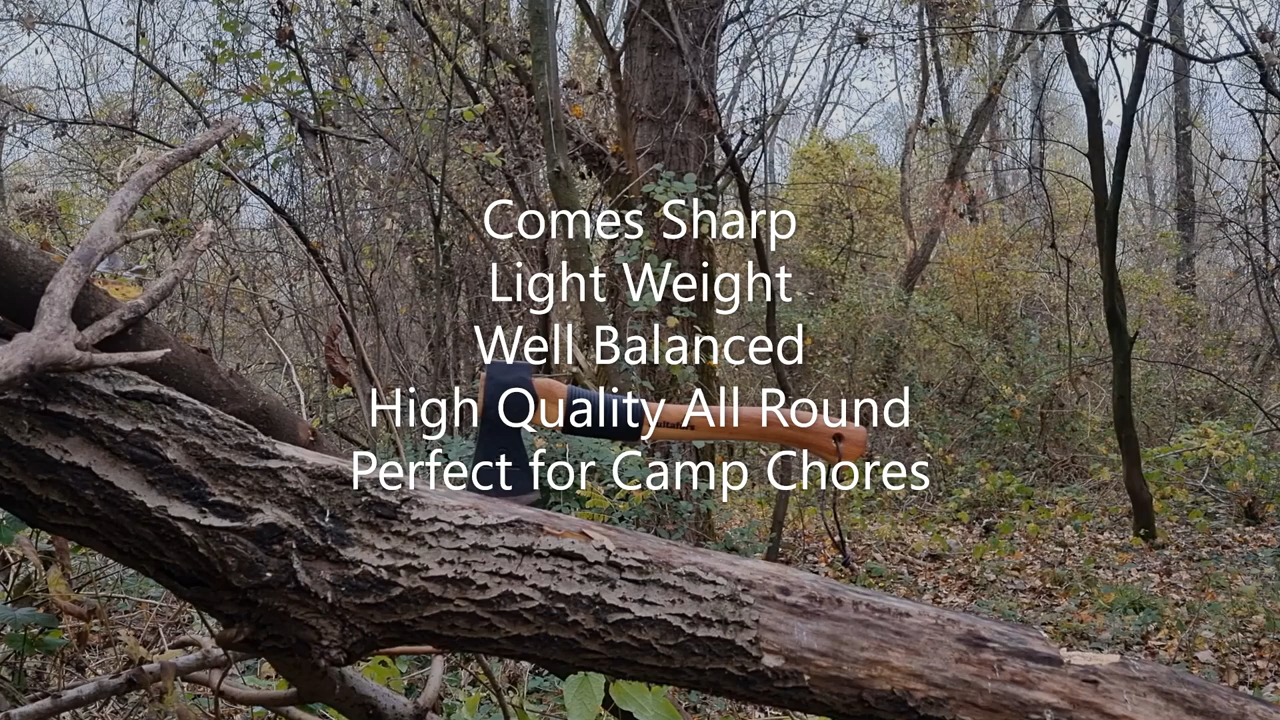 Comes Sharp
Light Weight
Well Balanced
High Quality All Round
Perfect for Camp Chores